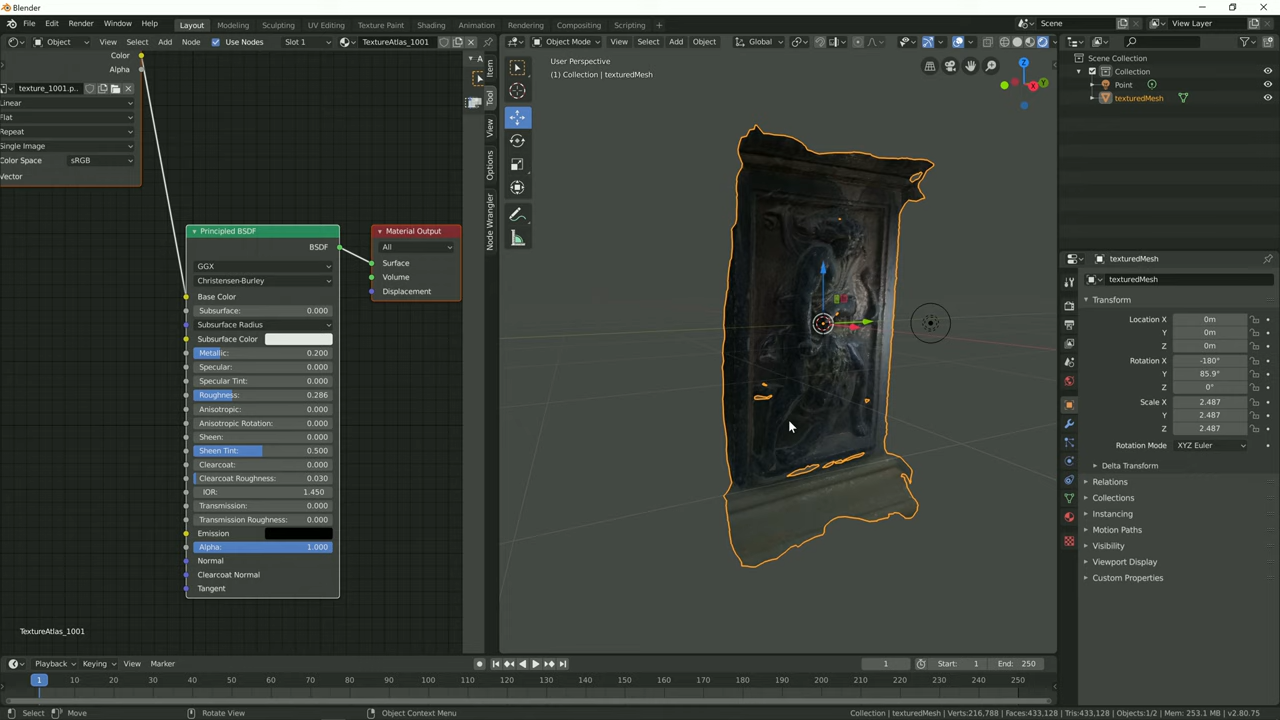 Blender
File Edit Render Window Help Layout Modeling Sculpting UV Editing Texture Paint Shading Animation Rendering Compositing Scripting + Scene View Layer
Object View Select Add Node Use Nodes Slot 1 TextureAtlas_1001
Object Mode View Select Add Object Global
Color
Alpha
texture_1001.p..
Linear
Flat
Repeat
Single Image
Color Space sRGB
Vector
Item
Tool
View
Options
Node Wrangler
Principled BSDF
BSDF
GGX
Christensen-Burley
Base Color
Subsurface: 0.000
Subsurface Radius
Subsurface Color
Metallic: 0.200
Specular: 0.000
Specular Tint: 0.000
Roughness: 0.286
Anisotropic: 0.000
Anisotropic Rotation: 0.000
Sheen: 0.000
Sheen Tint: 0.500
Clearcoat: 0.000
Clearcoat Roughness: 0.030
IOR: 1.450
Transmission: 0.000
Transmission Roughness: 0.000
Emission
Alpha: 1.000
Normal
Clearcoat Normal
Tangent
Material Output
All
Surface
Volume
Displacement
TextureAtlas_1001
User Perspective
(1) Collection | texturedMesh
Z
X
Y
Scene Collection
Collection
Point
texturedMesh
texturedMesh
texturedMesh
Transform
Location X 0m
Y 0m
Z 0m
Rotation X -180°
Y 85.9°
Z 0°
Scale X 2.487
Y 2.487
Z 2.487
Rotation Mode XYZ Euler
Delta Transform
Relations
Collections
Instancing
Motion Paths
Visibility
Viewport Display
Custom Properties
Playback Keying View Marker 1 Start: 1 End: 250
1 10 20 30 40 50 60 70 80 90 100 110 120 130 140 150 160 170 180 190 200 210 220 230 240 250
Select Move Rotate View Object Context Menu Collection | texturedMesh | Verts:216,788 | Faces:433,128 | Tris:433,128 | Objects:1/2 | Mem: 253.1 MB | v2.80.75